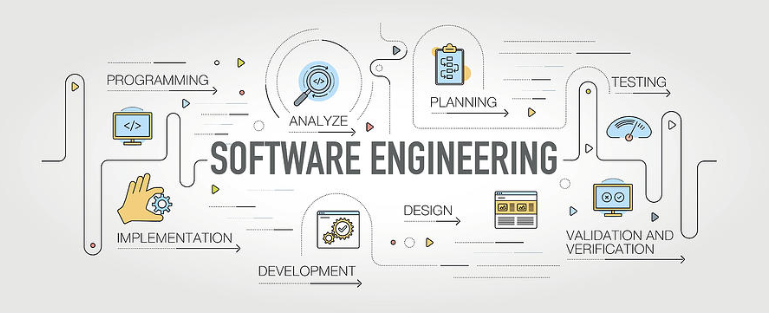 PROGRAMMING
</>
ANALYZE
</>
PLANNING
TESTING
SOFTWARE ENGINEERING
IMPLEMENTATION
DEVELOPMENT
DESIGN
VALIDATION AND
VERIFICATION